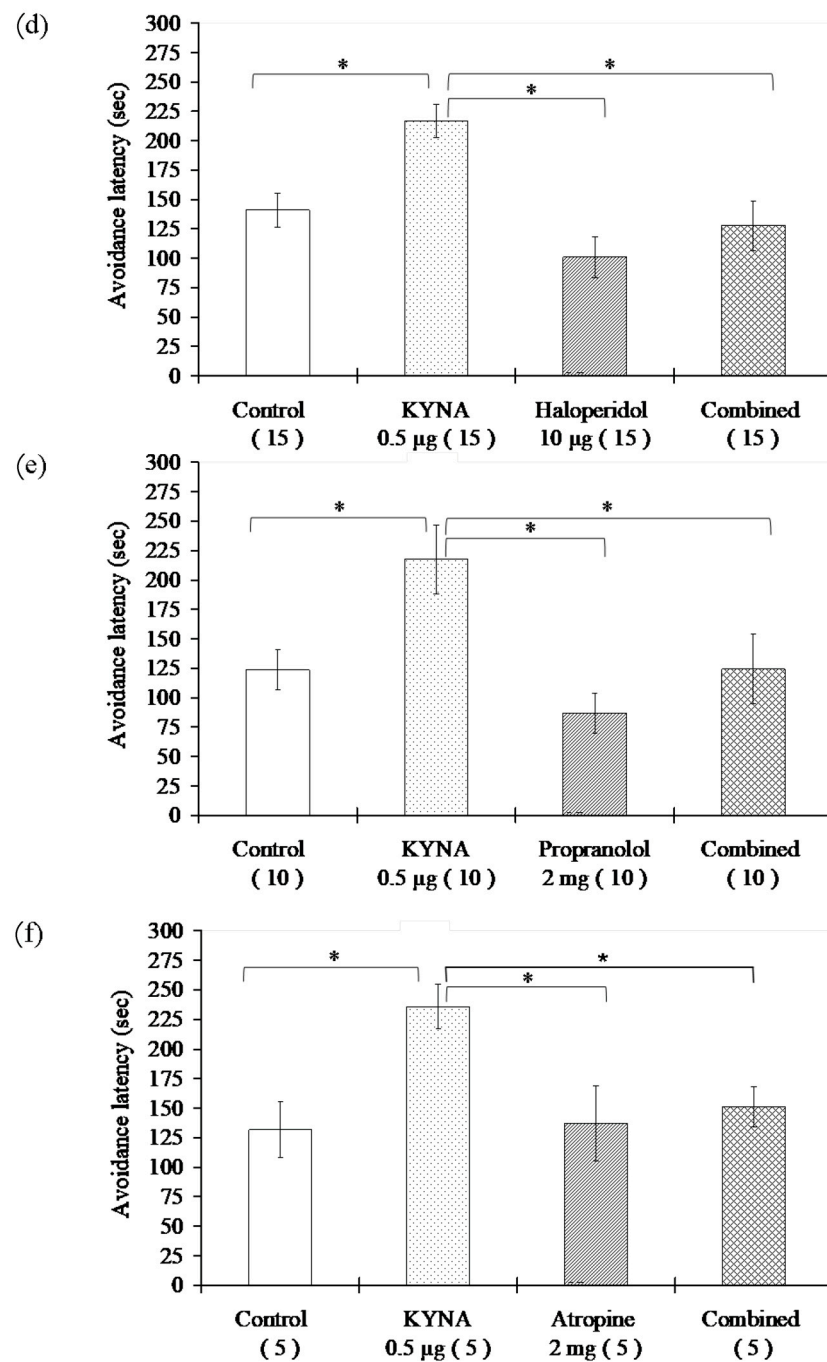 (d)
Avoidance latency (sec)
300
275
250
225
200
175
150
125
100
75
50
25
0
*
*
*
Control
( 15 )
KYNA
0.5 µg ( 15 )
Haloperidol
10 µg ( 15 )
Combined
( 15 )
(e)
Avoidance latency (sec)
300
275
250
225
200
175
150
125
100
75
50
25
0
*
*
*
Control
( 10 )
KYNA
0.5 µg ( 10 )
Propranolol
2 mg ( 10 )
Combined
( 10 )
(f)
Avoidance latency (sec)
300
275
250
225
200
175
150
125
100
75
50
25
0
*
*
*
Control
( 5 )
KYNA
0.5 µg ( 5 )
Atropine
2 mg ( 5 )
Combined
( 5 )